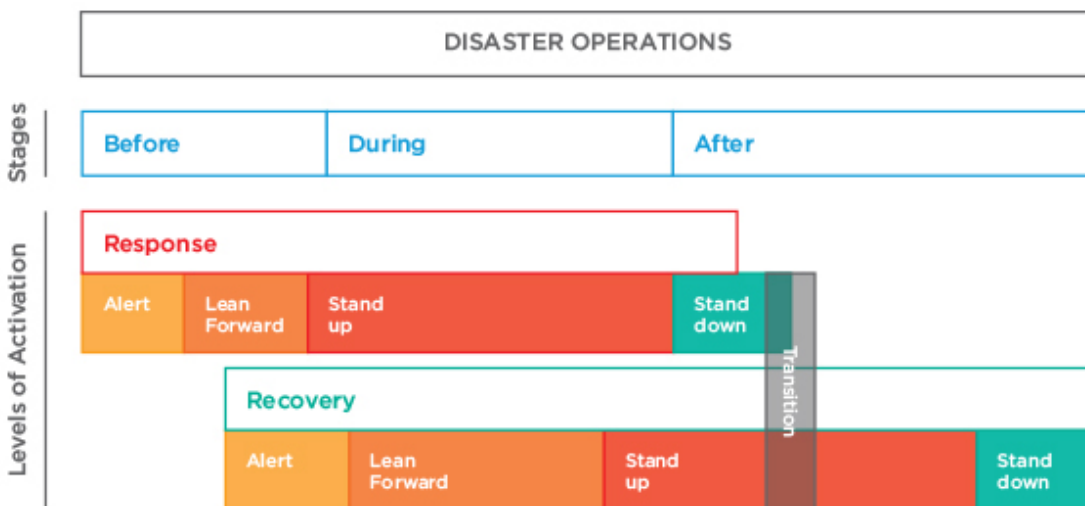 DISASTER OPERATIONS
Stages
Before
During
After
Levels of Activation
Response
Alert
Lean
Forward
Stand
up
Stand
down
Transition
Recovery
Alert
Lean
Forward
Stand
up
Stand
down